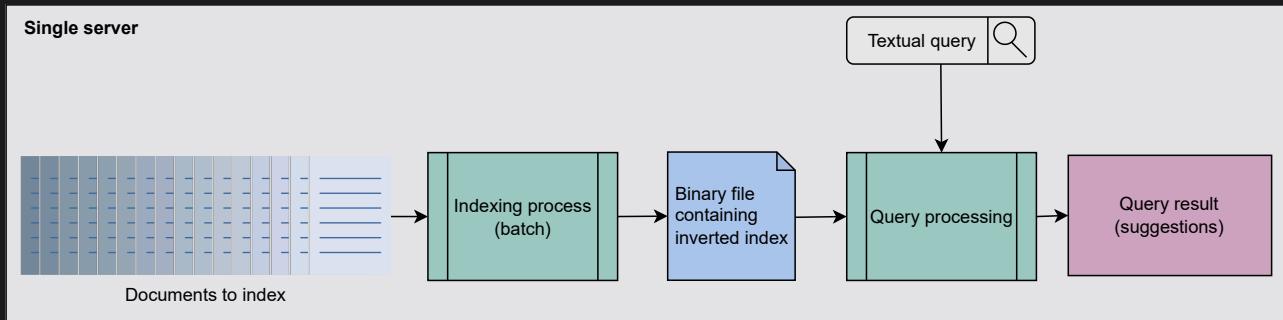 Single server
Textual query
Documents to index
Indexing process
(batch)
Binary file
containing
inverted index
Query processing
Query result
(suggestions)